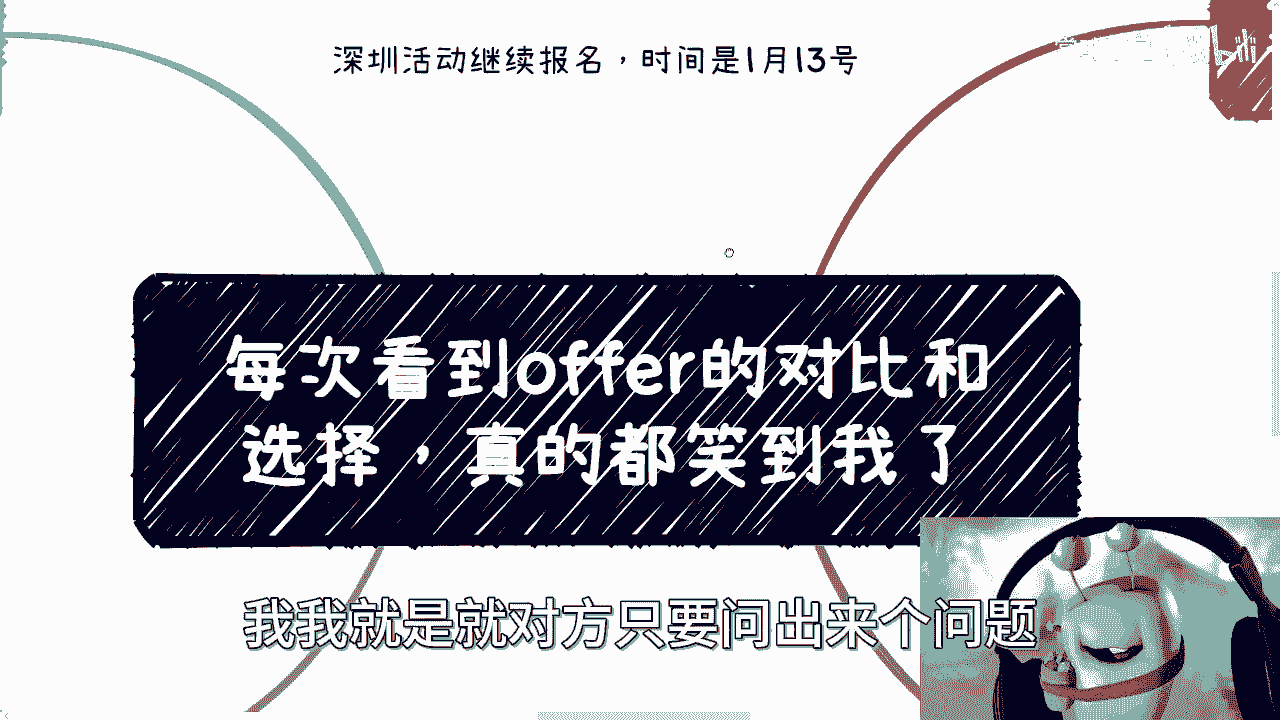 深圳活动继续报名，时间是1月13号
每次看到offer的对比和
选择，真的都笑到我了
我我就是就对方只要问出来个问题